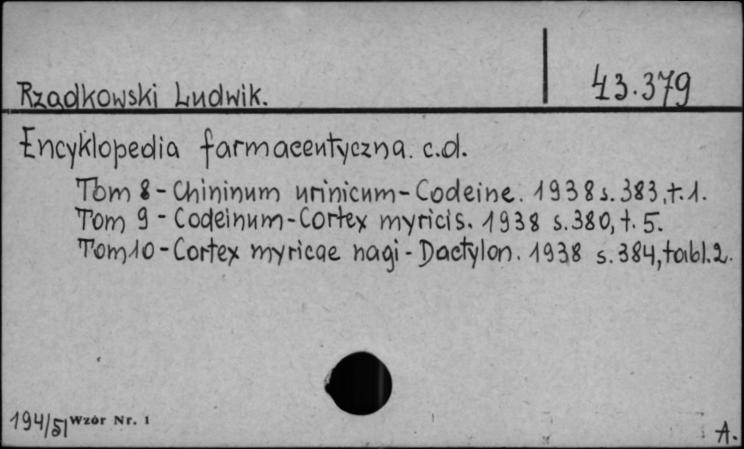 Rządkowski Ludwik.
43.379
Encyklopedia farmaceutyczna. c.d.
Tom 8 - Chininum urinicum - Codeine. 1938 s. 383, t. 1.
Tom 9 - Codeinum - Cortex myricis. 1938 s. 380, t. 5.
Tom 10 - Cortex myricae nagi - Dactylon. 1938 s. 384, tabl. 2.
194/51 Wzór Nr. 1
A.